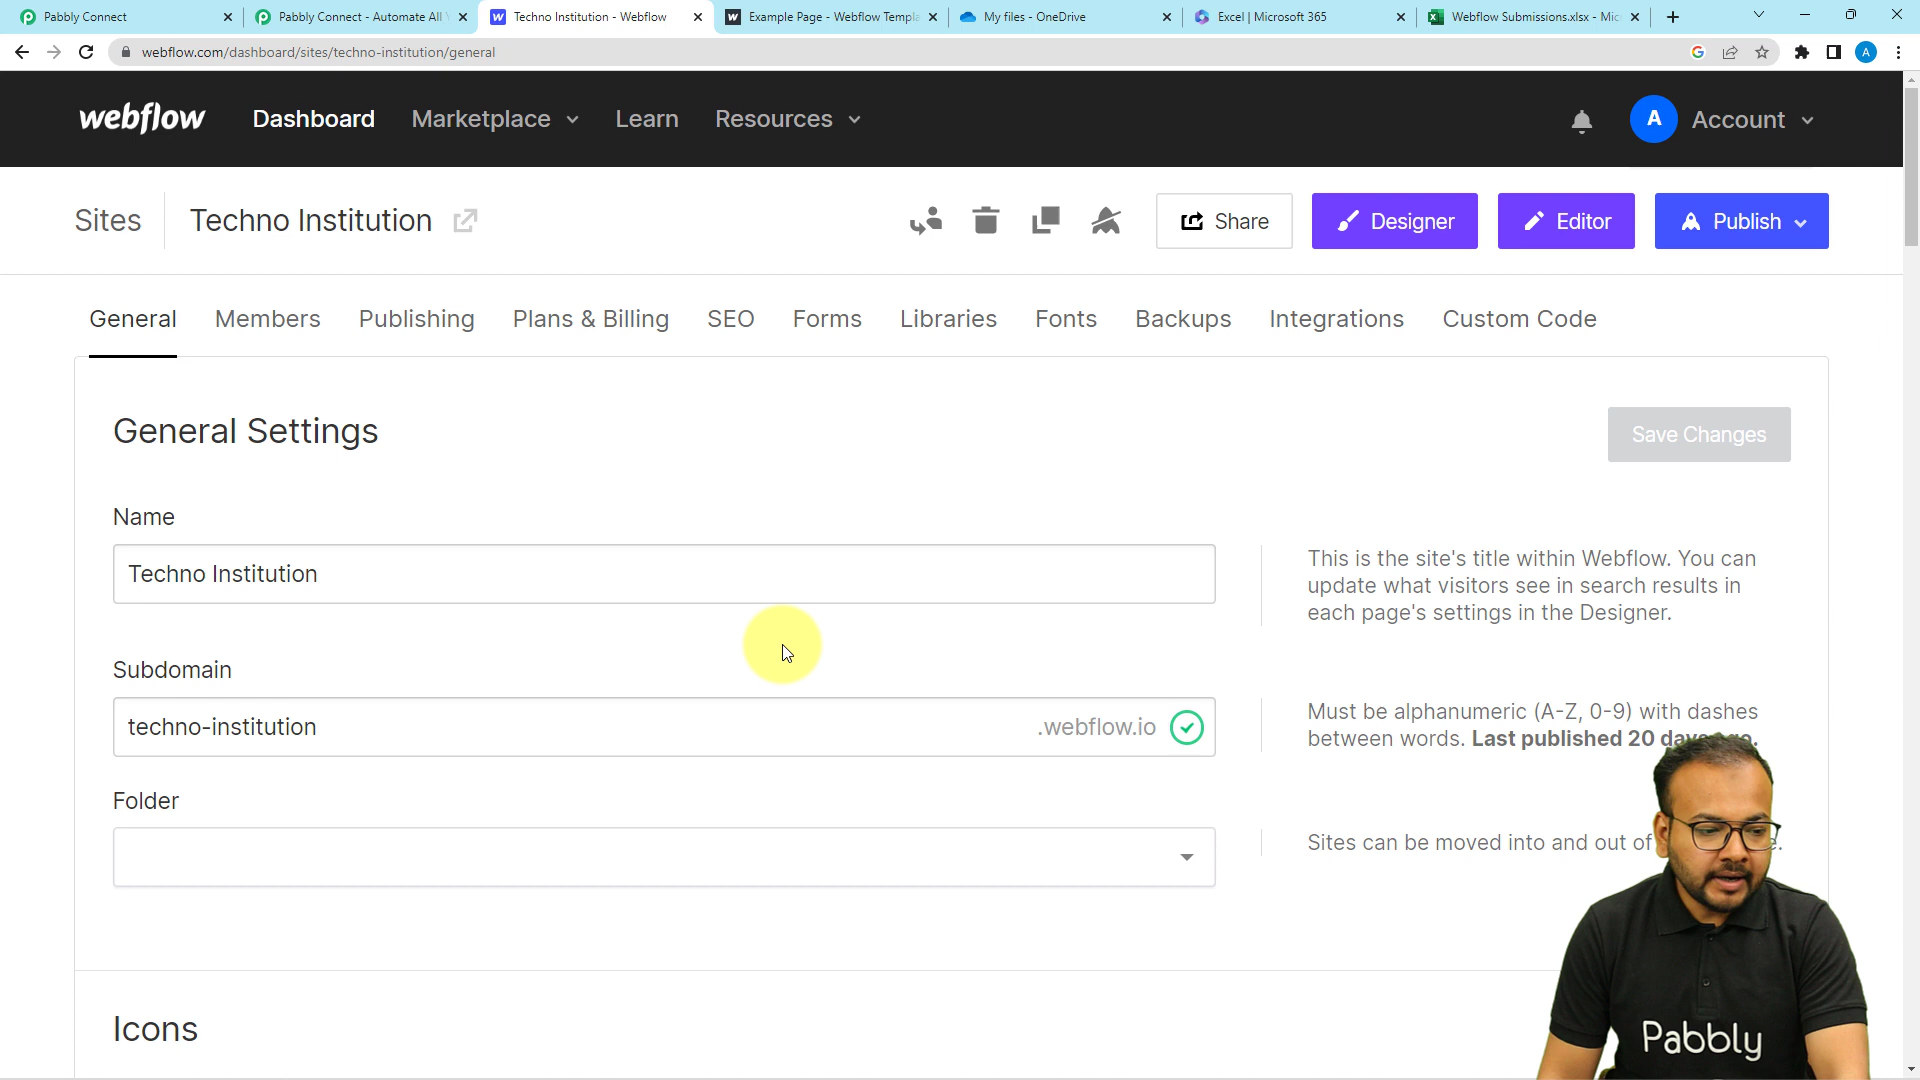 Pabbly Connect
Pabbly Connect - Automate All
Techno Institution - Webflow
Example Page - Webflow Templa
My files - OneDrive
Excel | Microsoft 365
Webflow Submissions.xlsx - Mic
webflow.com/dashboard/sites/techno-institution/general
A
webflow
Dashboard
Marketplace
Learn
Resources
A
Account
Sites
Techno Institution
Share
Designer
Editor
Publish
General
Members
Publishing
Plans & Billing
SEO
Forms
Libraries
Fonts
Backups
Integrations
Custom Code
General Settings
Save Changes
Name
Techno Institution
This is the site's title within Webflow. You can
update what visitors see in search results in
each page's settings in the Designer.
Subdomain
techno-institution
.webflow.io
Must be alphanumeric (A-Z, 0-9) with dashes
between words. Last published 20
Folder
Sites can be moved into and out of
Icons
Pabbly